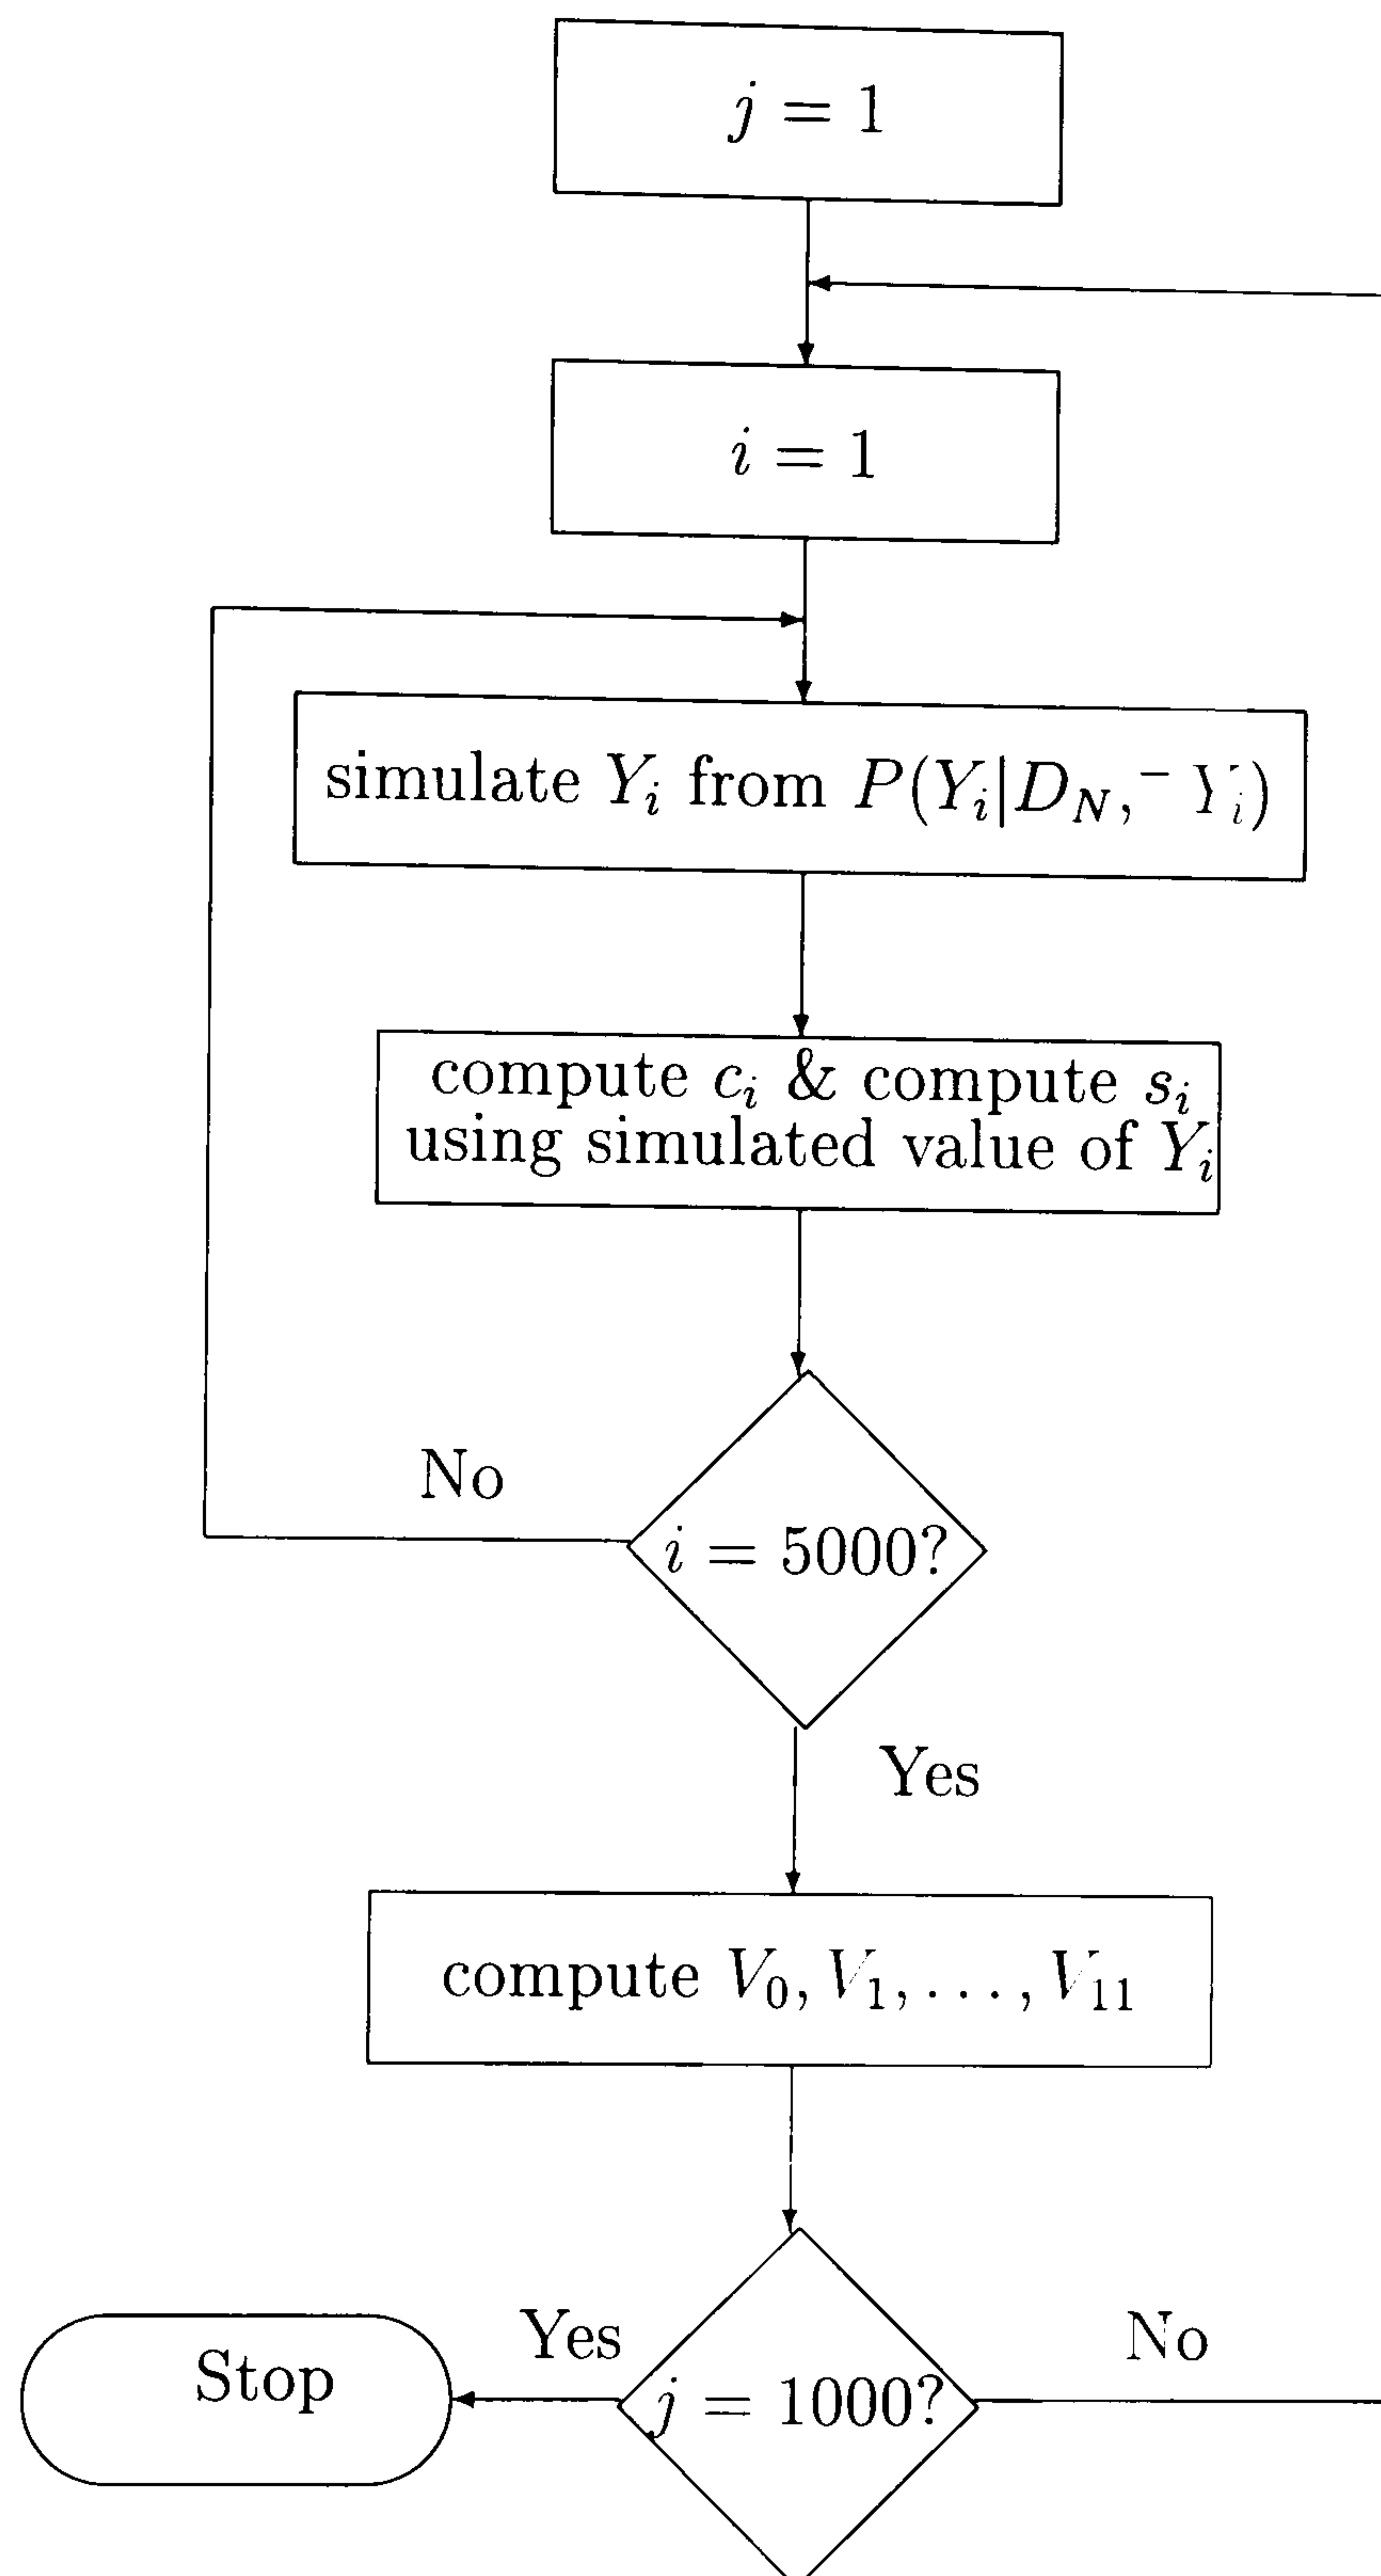 j = 1
i = 1
simulate Y_i from P(Y_i|D_N, ⁻Y_i)
compute c_i & compute s_i
using simulated value of Y_i
No
i = 5000?
Yes
compute V_0, V_1, . . . , V_11
Yes
No
Stop
j = 1000?